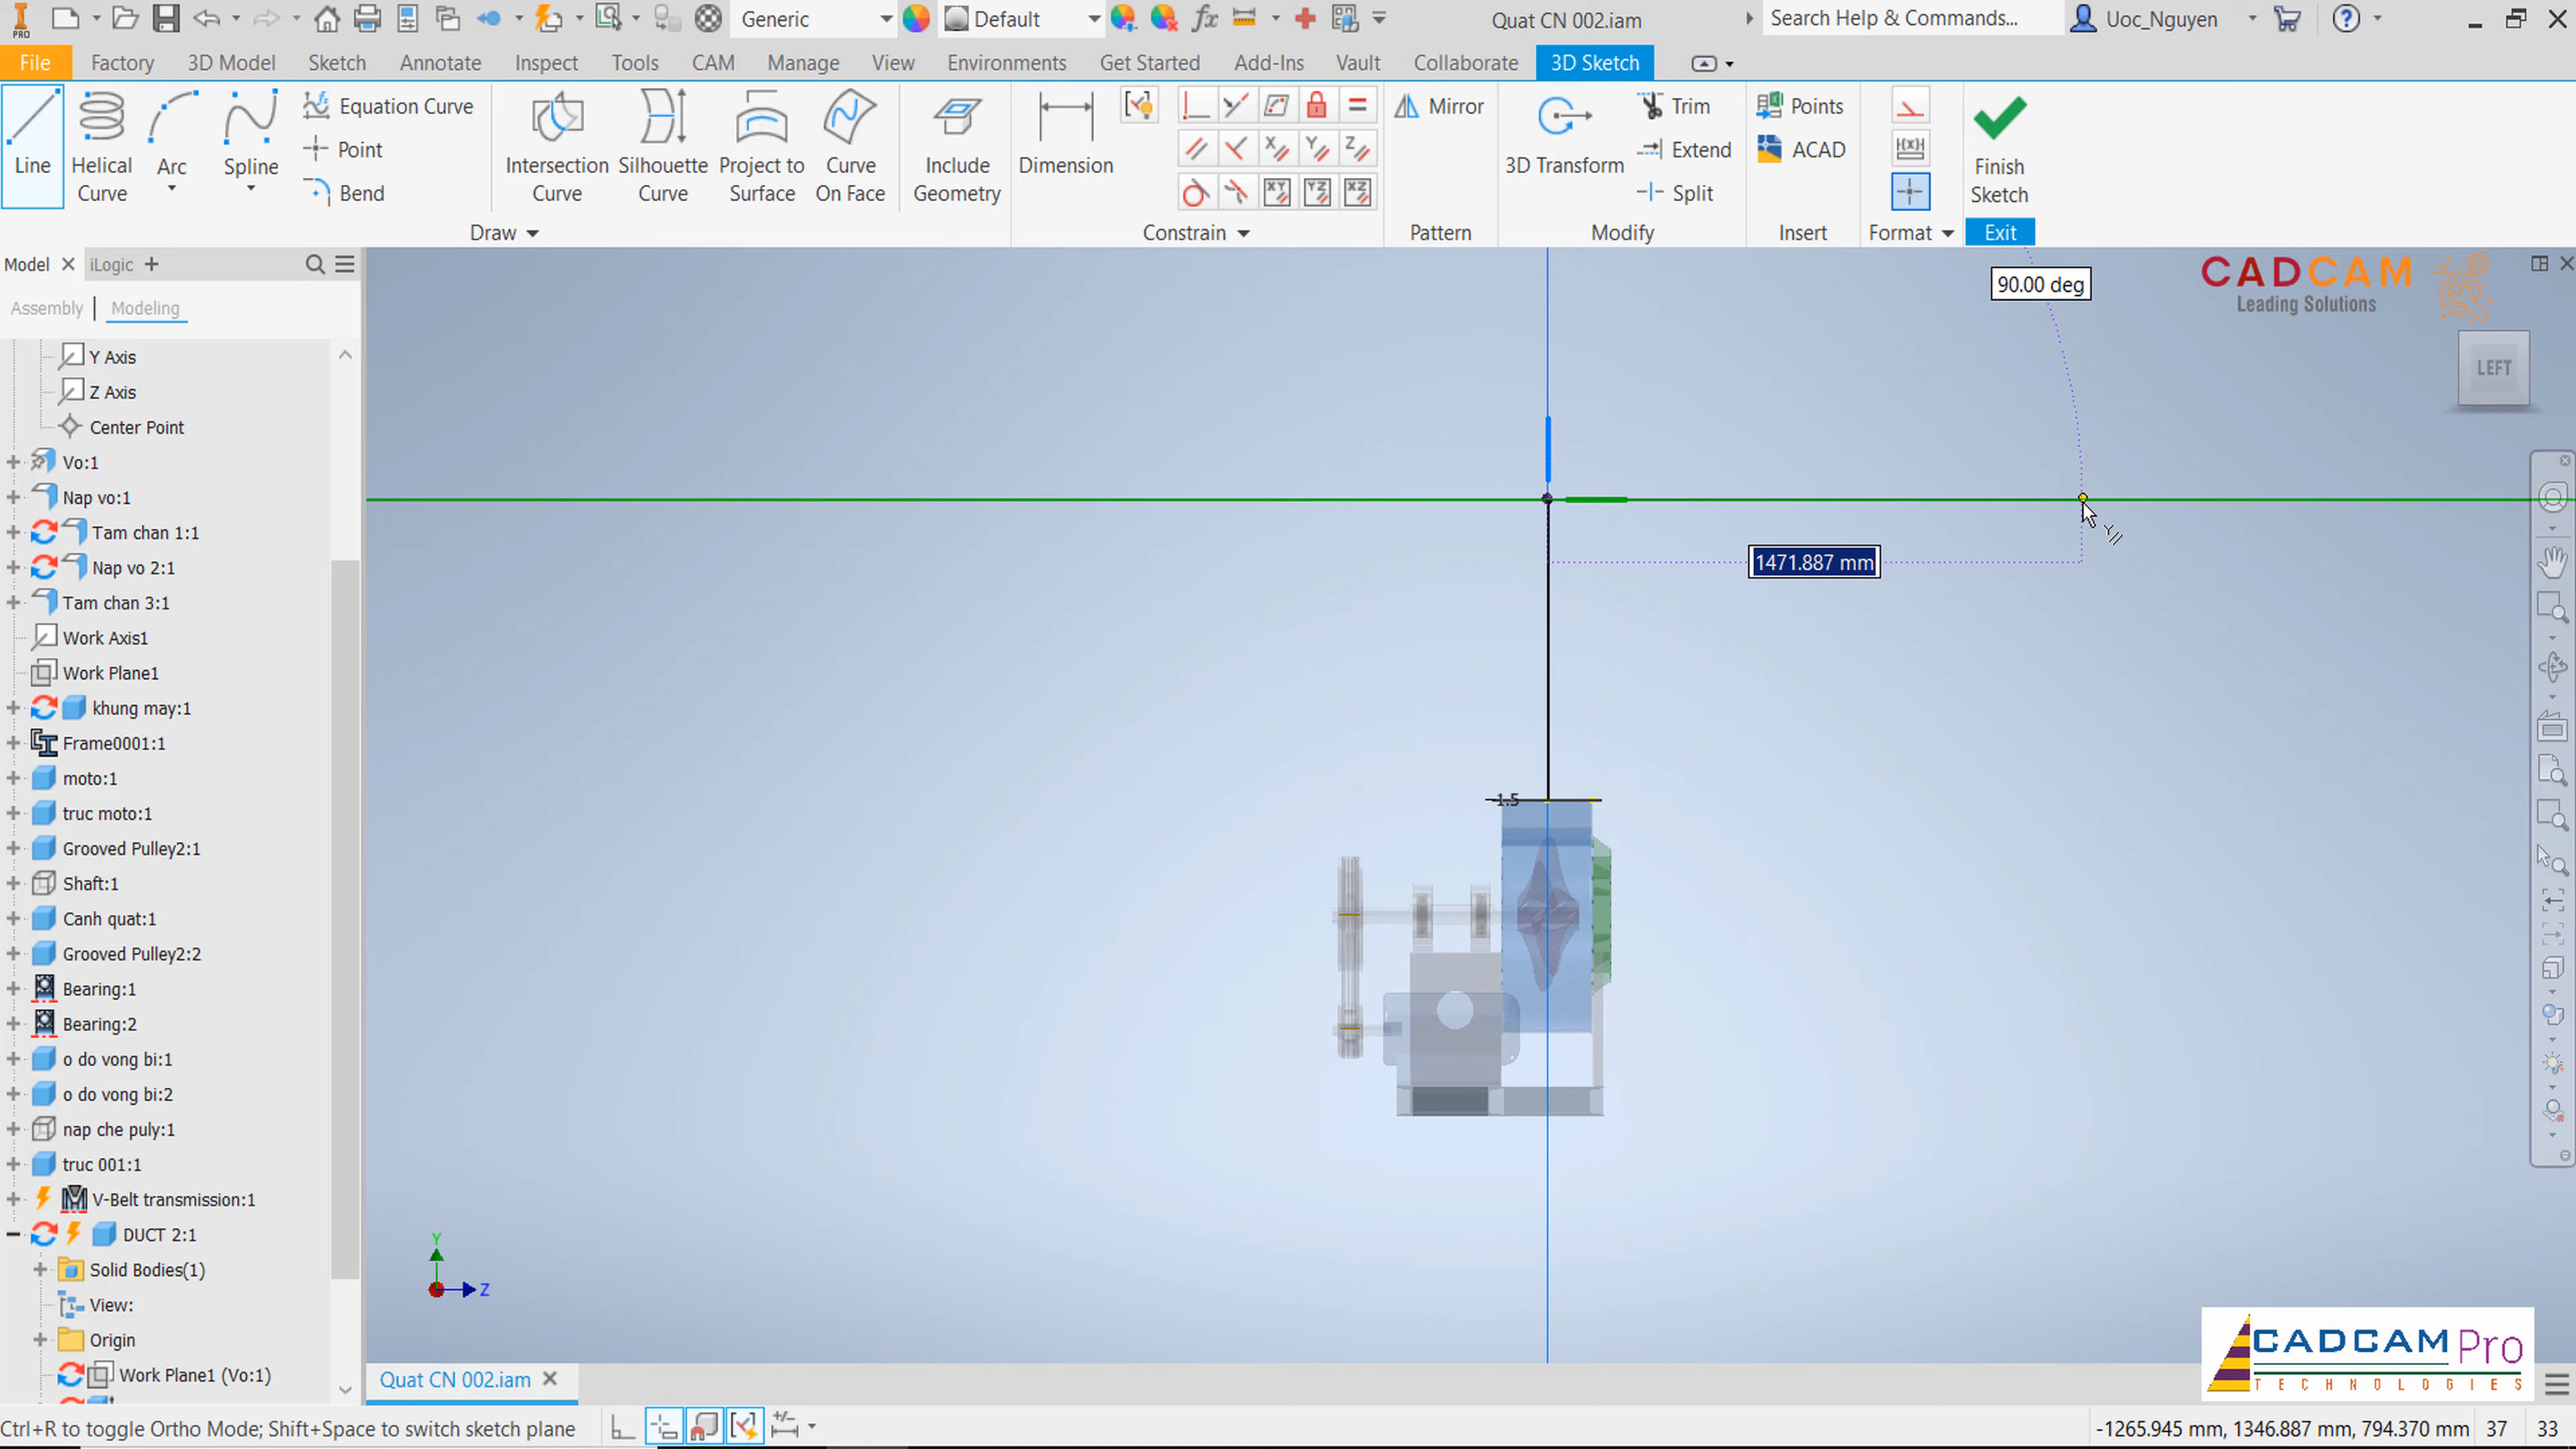 PRO
Generic
Default
fx
Quat CN 002.iam
Search Help & Commands...
Uoc_Nguyen
File
Factory
3D Model
Sketch
Annotate
Inspect
Tools
CAM
Manage
View
Environments
Get Started
Add-Ins
Vault
Collaborate
3D Sketch
Line
Helical
Curve
Arc
Spline
Equation Curve
Point
Bend
Intersection
Curve
Silhouette
Curve
Project to
Surface
Curve
On Face
Include
Geometry
Dimension
XY
YZ
XZ
Mirror
3D Transform
Trim
Extend
Split
Points
ACAD
Finish
Sketch
Draw
Constrain
Pattern
Modify
Insert
Format
Exit
Model
iLogic
Assembly
Modeling
Y Axis
Z Axis
Center Point
Vo:1
Nap vo:1
Tam chan 1:1
Nap vo 2:1
Tam chan 3:1
Work Axis1
Work Plane1
khung may:1
Frame0001:1
moto:1
truc moto:1
Grooved Pulley2:1
Shaft:1
Canh quat:1
Grooved Pulley2:2
Bearing:1
Bearing:2
o do vong bi:1
o do vong bi:2
nap che puly:1
truc 001:1
V-Belt transmission:1
DUCT 2:1
Solid Bodies(1)
View:
Origin
Work Plane1 (Vo:1)
90.00 deg
CADCAM
Leading Solutions
LEFT
1471.887 mm
1.5
Y
Z
CADCAM Pro
TECHNOLOGIES
Quat CN 002.iam
Ctrl+R to toggle Ortho Mode; Shift+Space to switch sketch plane
-1265.945 mm, 1346.887 mm, 794.370 mm 37 33